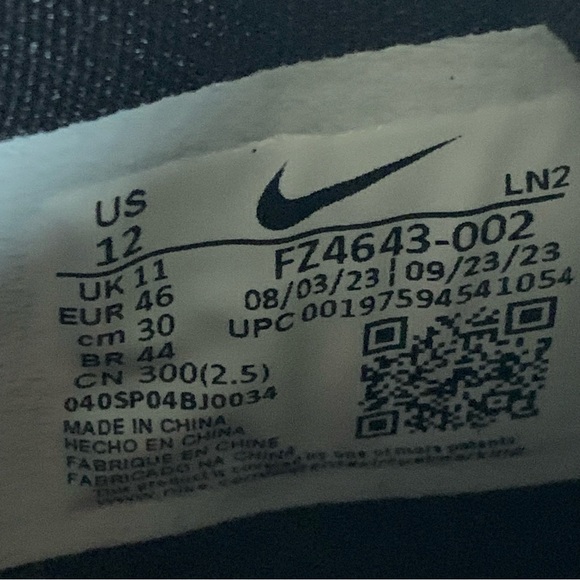 US
12
UK 11
EUR 46
cm 30
BR 44
CN 300(2.5)
040SP04BJ0034
MADE IN CHINA
HECHO EN CHINA
FABRIQUE EN CHINE
FABRICADO NA CHINA
LN2
FZ4643-002
08/03/23 | 09/23/23
UPC 00197594541054